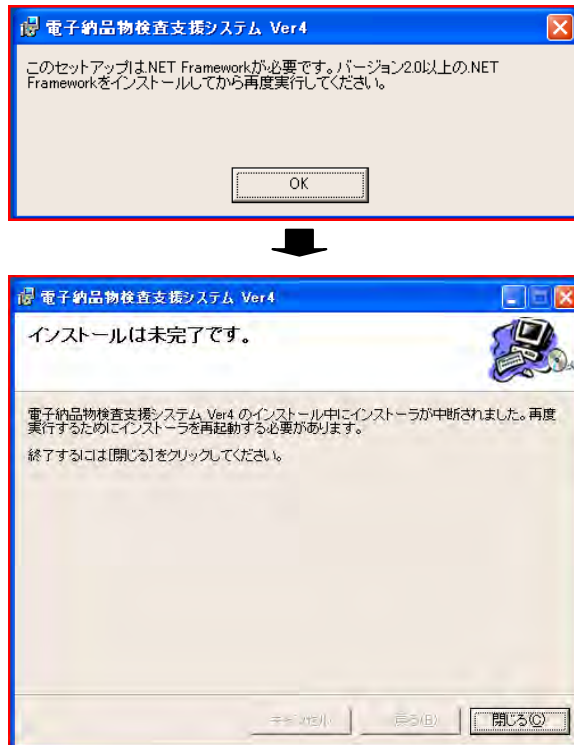 電子納品物検査支援システム Ver4
このセットアップは.NET Frameworkが必要です。バージョン2.0以上の.NET
Frameworkをインストールしてから再度実行してください。
OK
電子納品物検査支援システム Ver4
インストールは未完了です。
電子納品物検査支援システム Ver4 のインストール中にインストーラが中断されました。再度
実行するためにインストーラを再起動する必要があります。
終了するには[閉じる]をクリックしてください。
キャンセル
戻る(B)
閉じる(C)